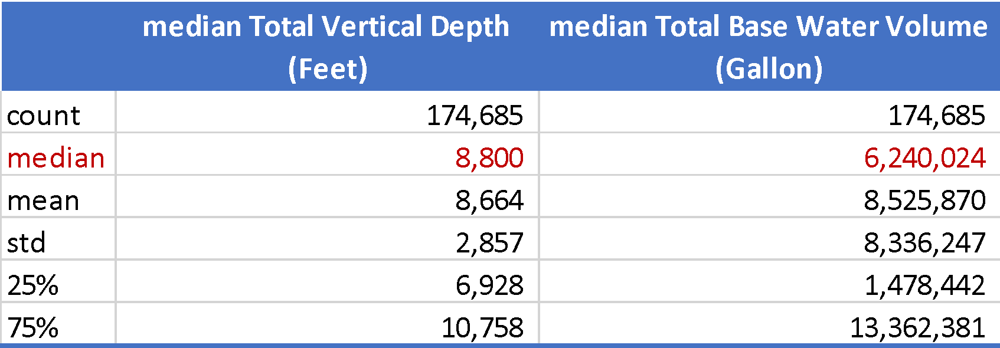 median Total Vertical Depth (Feet) median Total Base Water Volume (Gallon)
count 174,685 174,685
median 8,800 6,240,024
mean 8,664 8,525,870
std 2,857 8,336,247
25% 6,928 1,478,442
75% 10,758 13,362,381